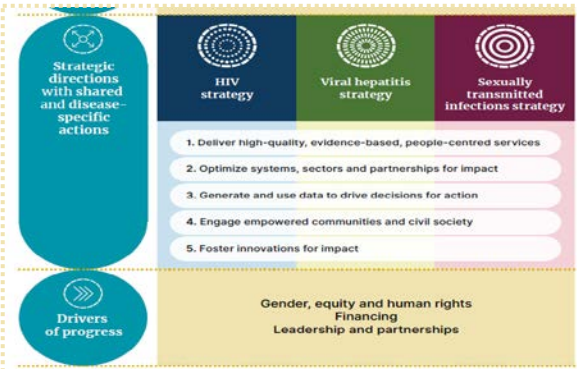 Strategic
directions
with shared
and disease-
specific
actions
HIV
strategy
Viral hepatitis
strategy
Sexually
transmitted
infections strategy
1. Deliver high-quality, evidence-based, people-centred services
2. Optimize systems, sectors and partnerships for impact
3. Generate and use data to drive decisions for action
4. Engage empowered communities and civil society
5. Foster innovations for impact
Drivers
of progress
Gender, equity and human rights
Financing
Leadership and partnerships